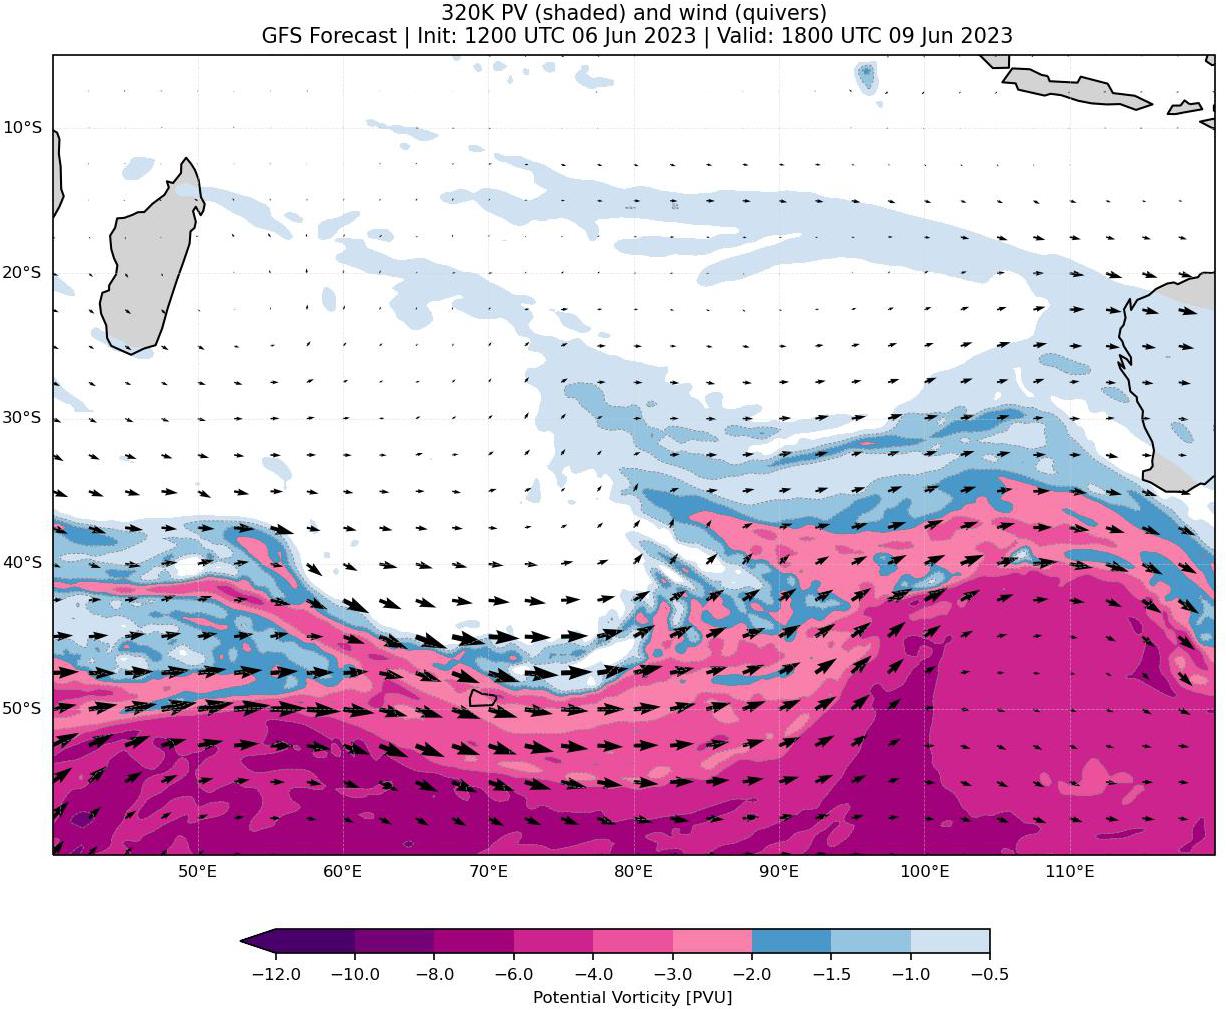 320K PV (shaded) and wind (quivers)
GFS Forecast | Init: 1200 UTC 06 Jun 2023 | Valid: 1800 UTC 09 Jun 2023
10°S
20°S
30°S
40°S
50°S
50°E 60°E 70°E 80°E 90°E 100°E 110°E
−12.0 −10.0 −8.0 −6.0 −4.0 −3.0 −2.0 −1.5 −1.0 −0.5
Potential Vorticity [PVU]